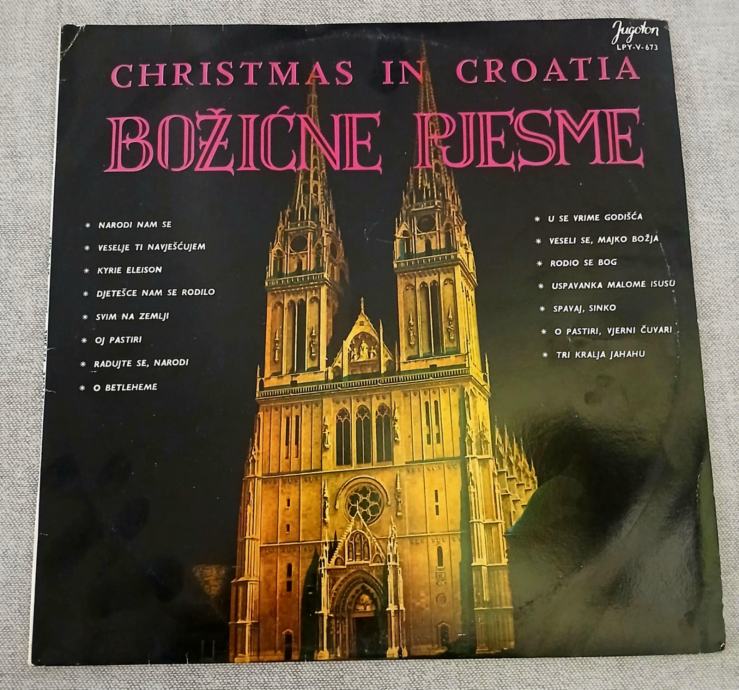 Jugoton
LPY-V-673
CHRISTMAS IN CROATIA
BOŽIĆNE PJESME
* NARODI NAM SE
* VESELJE TI NAVJEŠĆUJEM
* KYRIE ELEISON
* DJETEŠCE NAM SE RODILO
* SVIM NA ZEMLJI
* OJ PASTIRI
* RADUJTE SE, NARODI
* O BETLEHEME
* U SE VRIME GODIŠĆA
* VESELI SE, MAJKO BOŽJA
* RODIO SE BOG
* USPAVANKA MALOME ISUSU
* SPAVAJ, SINKO
* O PASTIRI, VJERNI ČUVARI
* TRI KRALJA JAHAHU